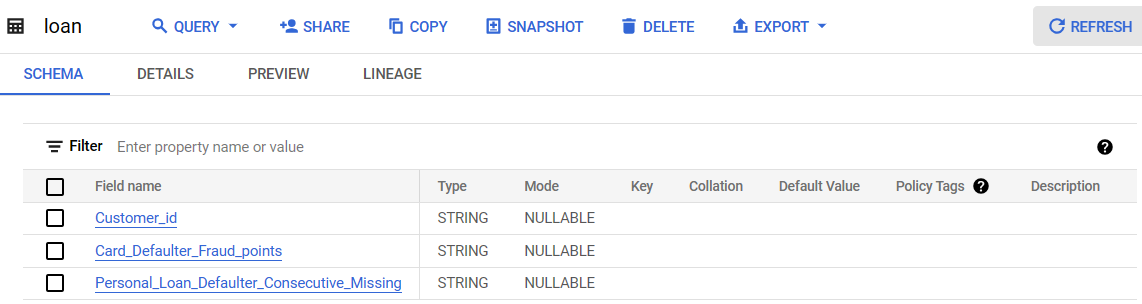 loan QUERY SHARE COPY SNAPSHOT DELETE EXPORT REFRESH
SCHEMA DETAILS PREVIEW LINEAGE
Filter Enter property name or value ?
Field name Type Mode Key Collation Default Value Policy Tags ? Description
Customer_id STRING NULLABLE
Card_Defaulter_Fraud_points STRING NULLABLE
Personal_Loan_Defaulter_Consecutive_Missing STRING NULLABLE